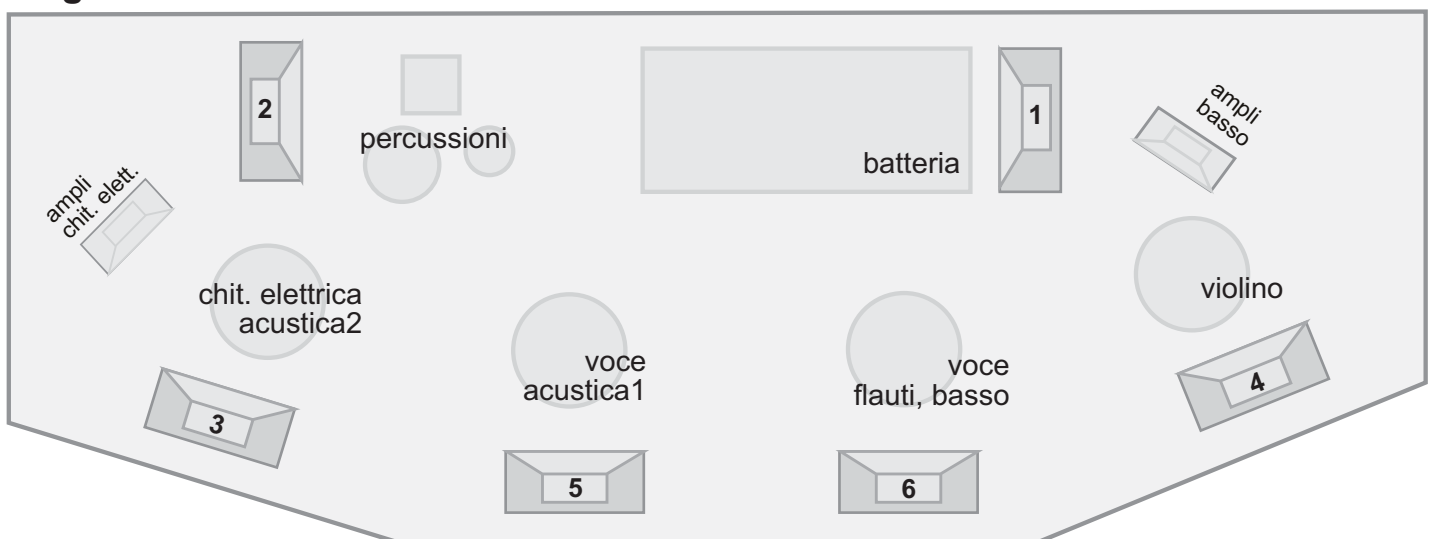 2
percussioni
batteria
1
ampli
basso
ampli
chit. elett.
chit. elettrica
acustica2
voce
acustica1
voce
flauti, basso
violino
3
5
6
4